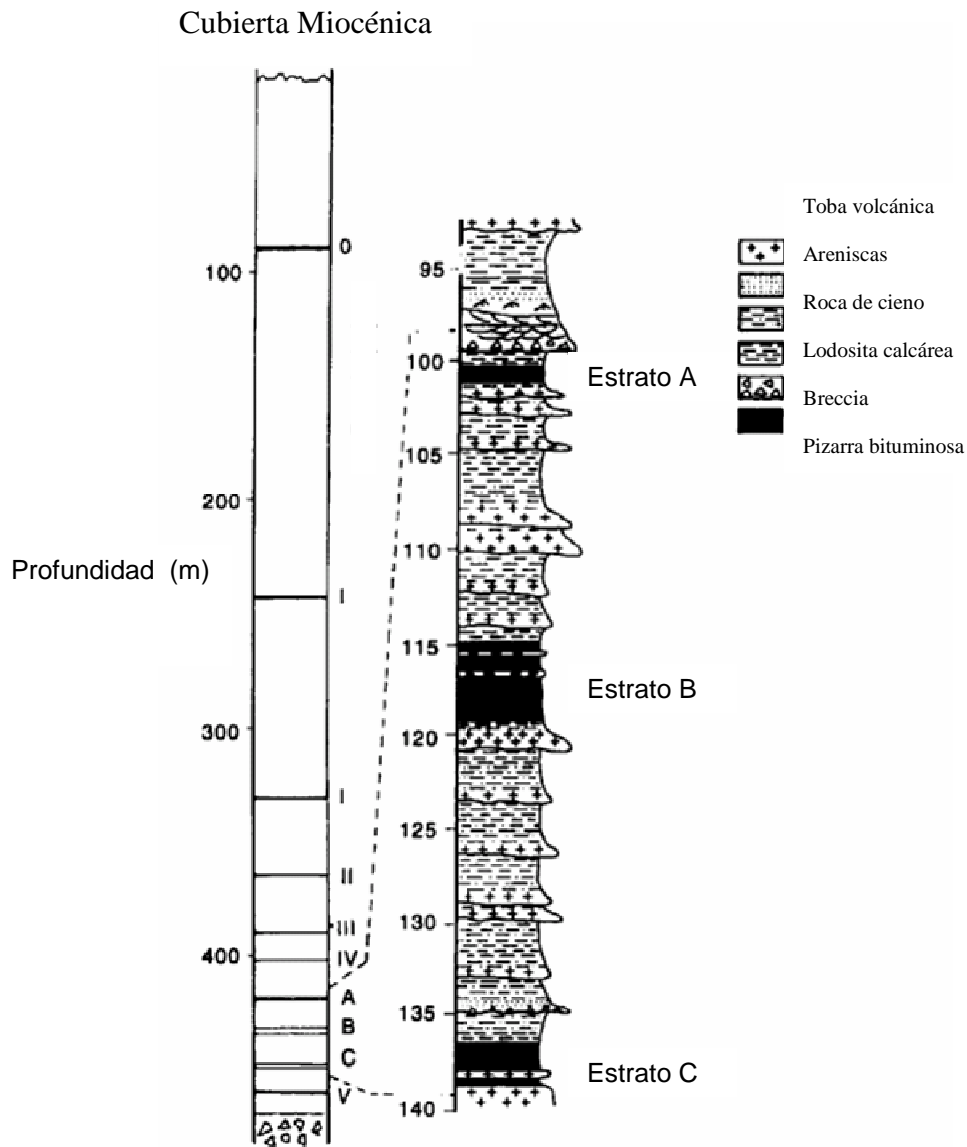 Cubierta Miocénica
Profundidad (m)
100
200
300
400
O
I
I
II
III
IV
A
B
C
V
95
100
105
110
115
120
125
130
135
140
Estrato A
Estrato B
Estrato C
Toba volcánica
Areniscas
Roca de cieno
Lodosita calcárea
Breccia
Pizarra bituminosa